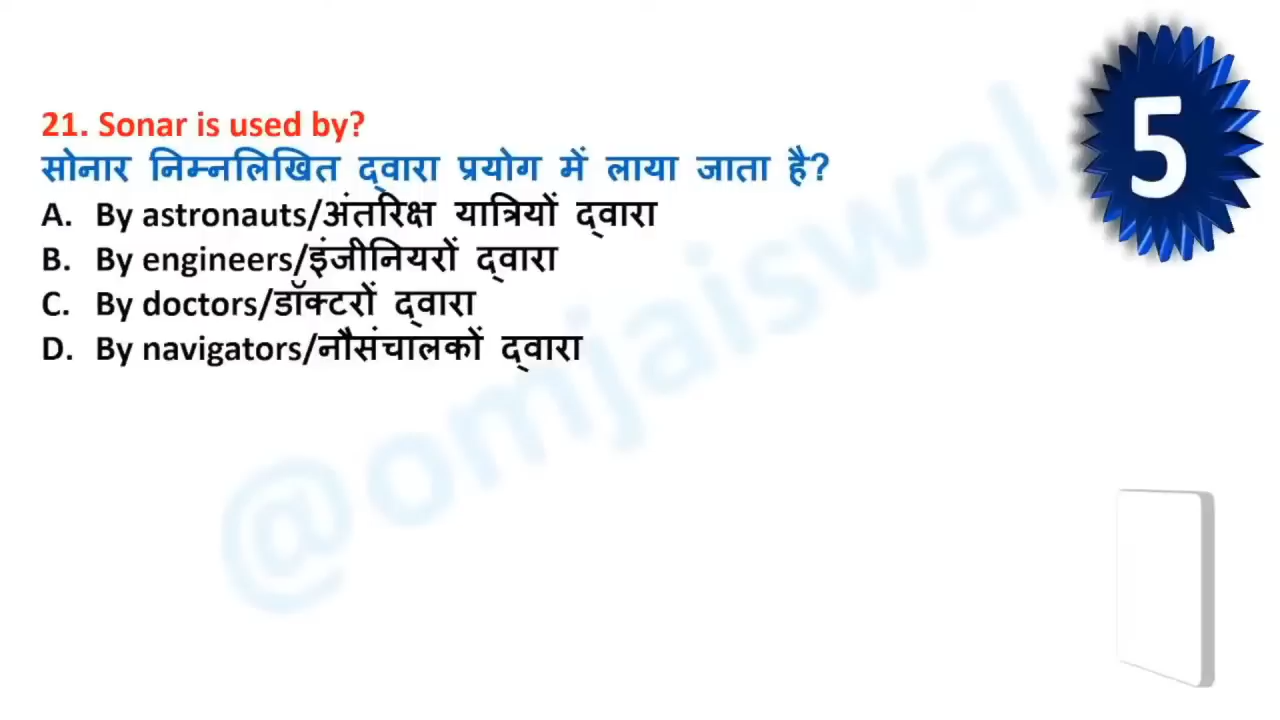 5
21. Sonar is used by?
सोनार निम्नलिखित द्वारा प्रयोग में लाया जाता है?
A. By astronauts/अंतरिक्ष यात्रियों द्वारा
B. By engineers/इंजीनियरों द्वारा
C. By doctors/डॉक्टरों द्वारा
D. By navigators/नौसंचालकों द्वारा
@omjaiswal